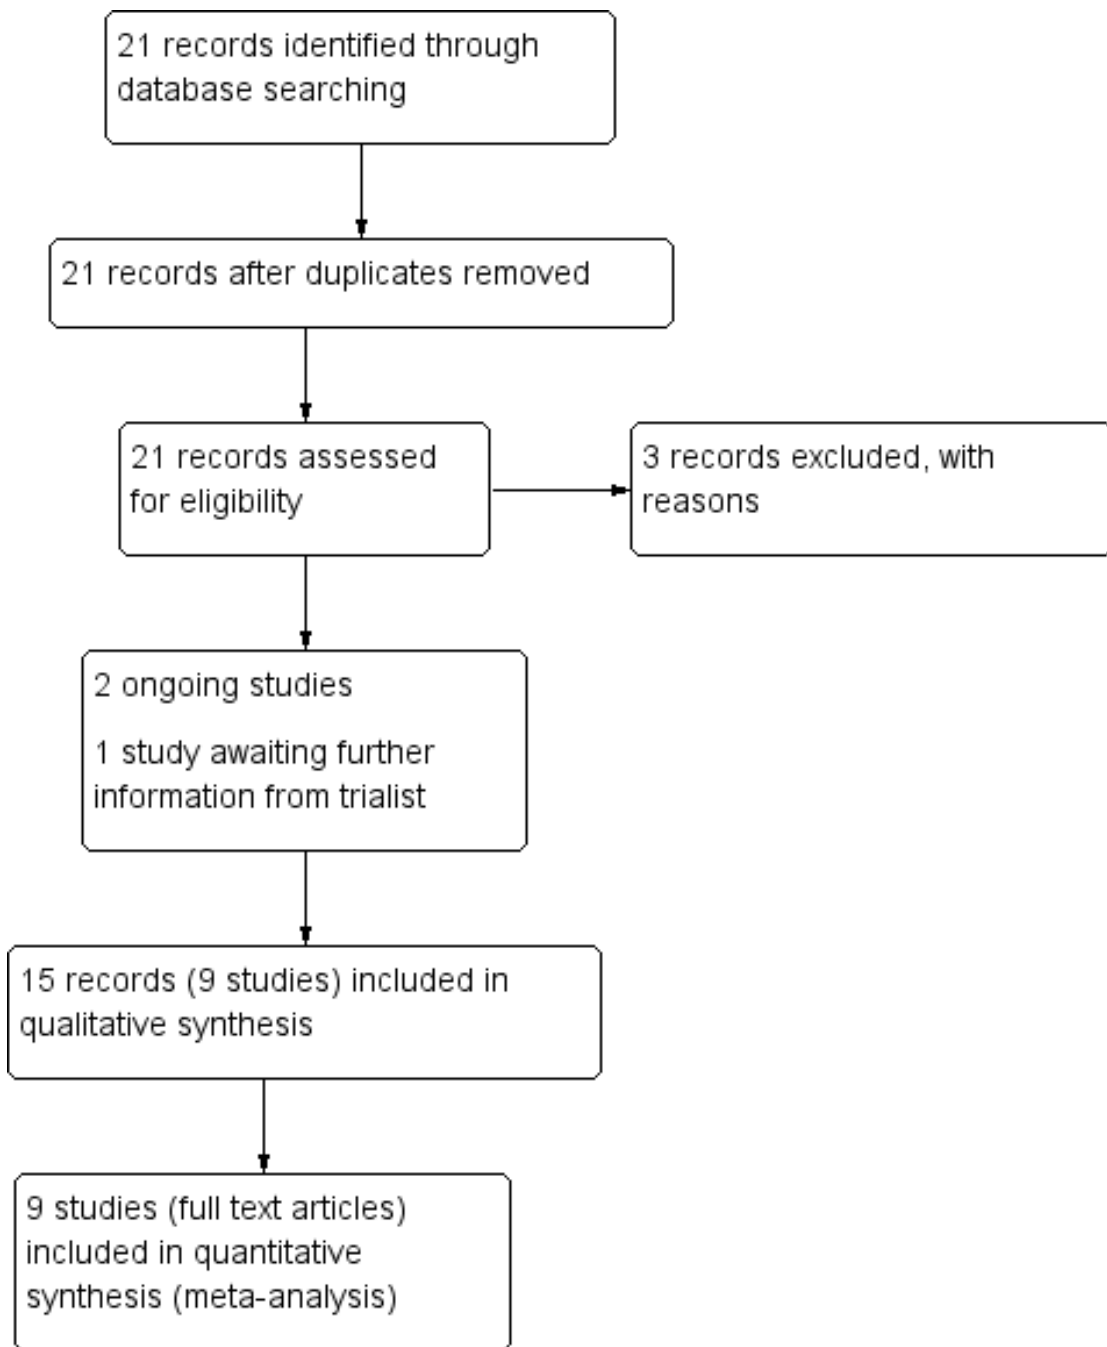 21 records identified through
database searching
21 records after duplicates removed
21 records assessed
for eligibility
3 records excluded, with
reasons
2 ongoing studies
1 study awaiting further
information from trialist
15 records (9 studies) included in
qualitative synthesis
9 studies (full text articles)
included in quantitative
synthesis (meta-analysis)